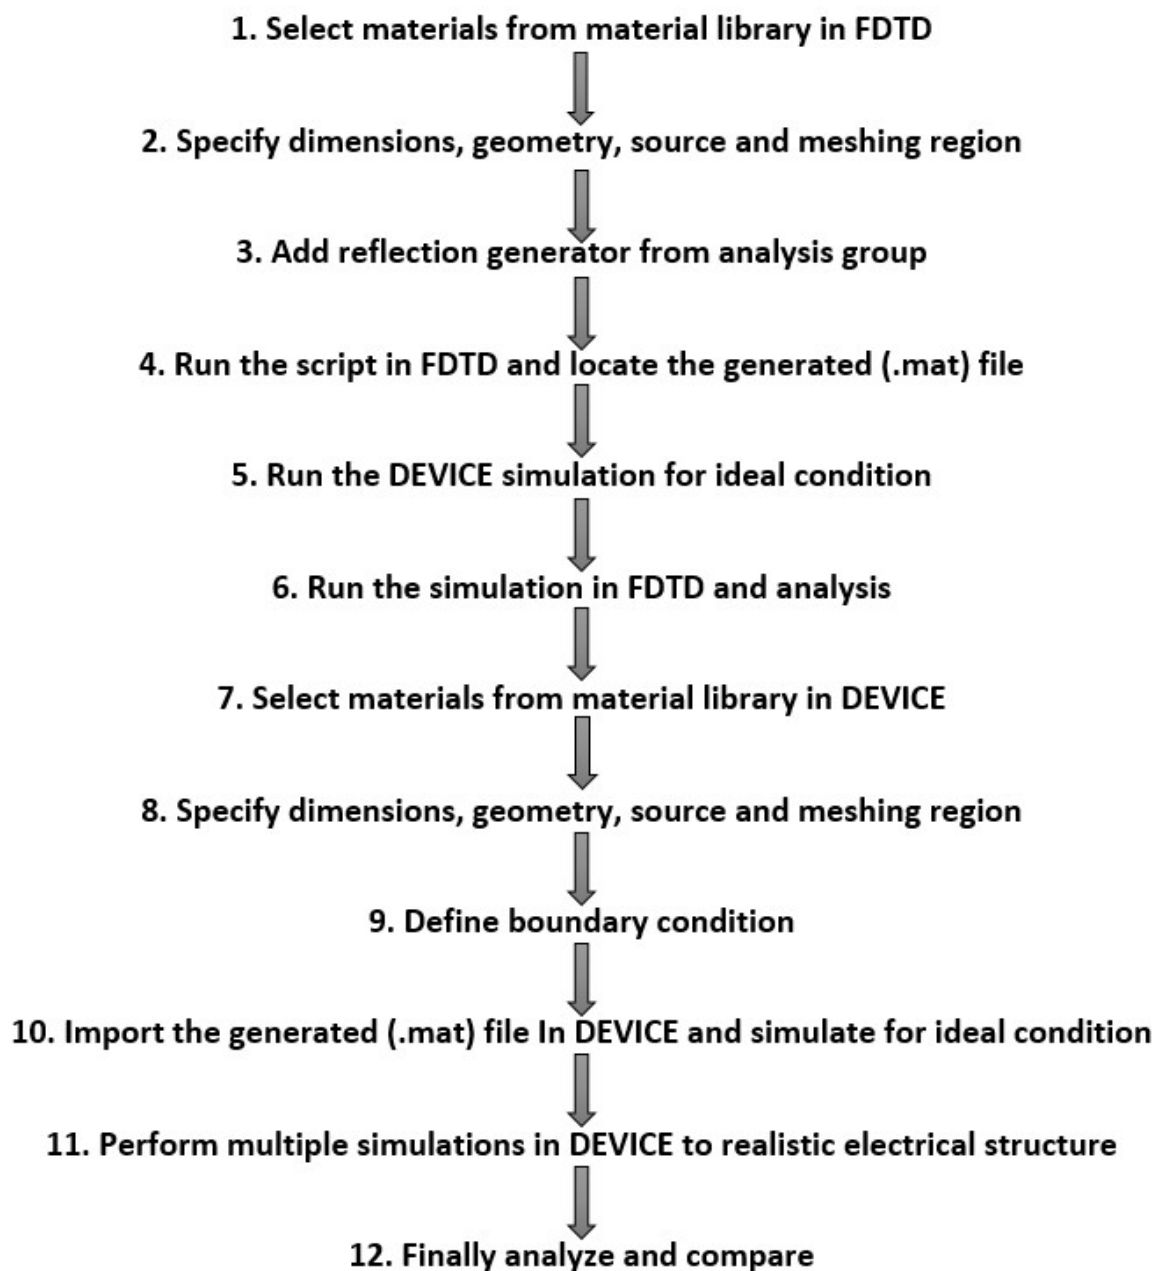 1. Select materials from material library in FDTD
2. Specify dimensions, geometry, source and meshing region
3. Add reflection generator from analysis group
4. Run the script in FDTD and locate the generated (.mat) file
5. Run the DEVICE simulation for ideal condition
6. Run the simulation in FDTD and analysis
7. Select materials from material library in DEVICE
8. Specify dimensions, geometry, source and meshing region
9. Define boundary condition
10. Import the generated (.mat) file In DEVICE and simulate for ideal condition
11. Perform multiple simulations in DEVICE to realistic electrical structure
12. Finally analyze and compare